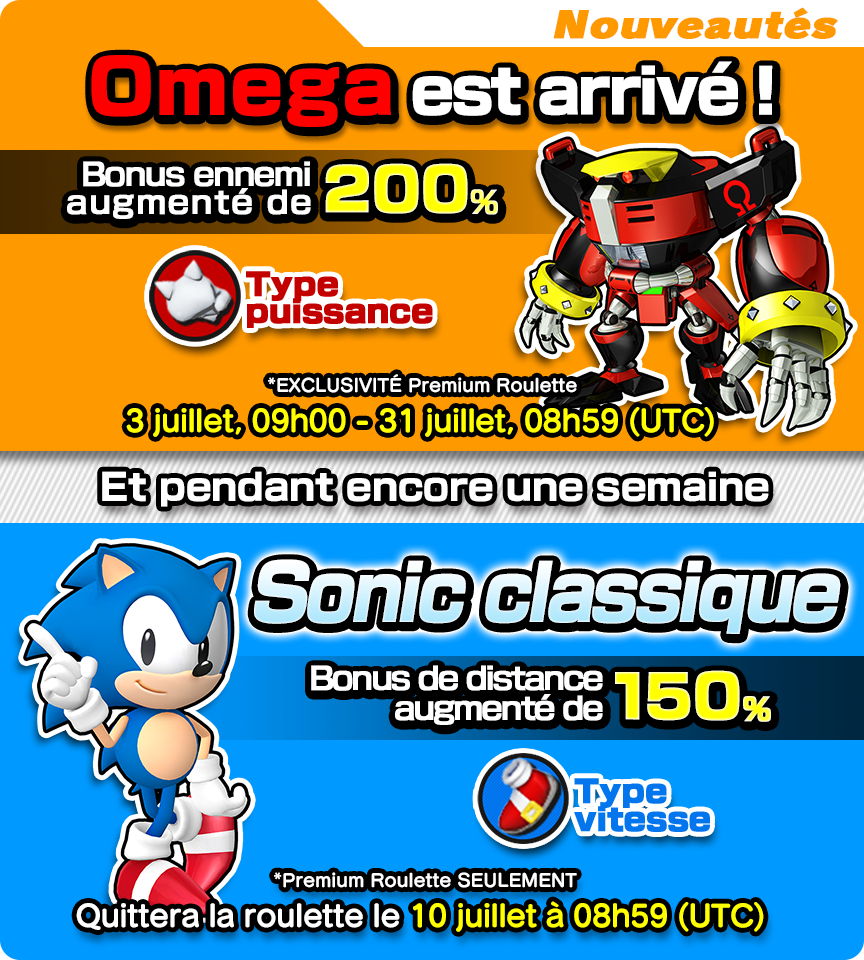 Nouveautés
Omega est arrivé !
Bonus ennemi
augmenté de 200%
Type
puissance
*EXCLUSIVITÉ Premium Roulette
3 juillet, 09h00 - 31 juillet, 08h59 (UTC)
Et pendant encore une semaine
Sonic classique
Bonus de distance
augmenté de 150%
Type
vitesse
*Premium Roulette SEULEMENT
Quittera la roulette le 10 juillet à 08h59 (UTC)